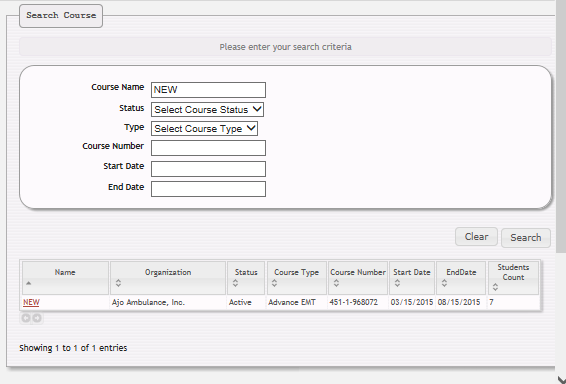 Search Course
Please enter your search criteria
Course Name NEW
Status Select Course Status
Type Select Course Type
Course Number
Start Date
End Date
Clear Search
Name Organization Status Course Type Course Number Start Date EndDate Students Count
NEW Ajo Ambulance, Inc. Active Advance EMT 451-1-968072 03/15/2015 08/15/2015 7
Showing 1 to 1 of 1 entries